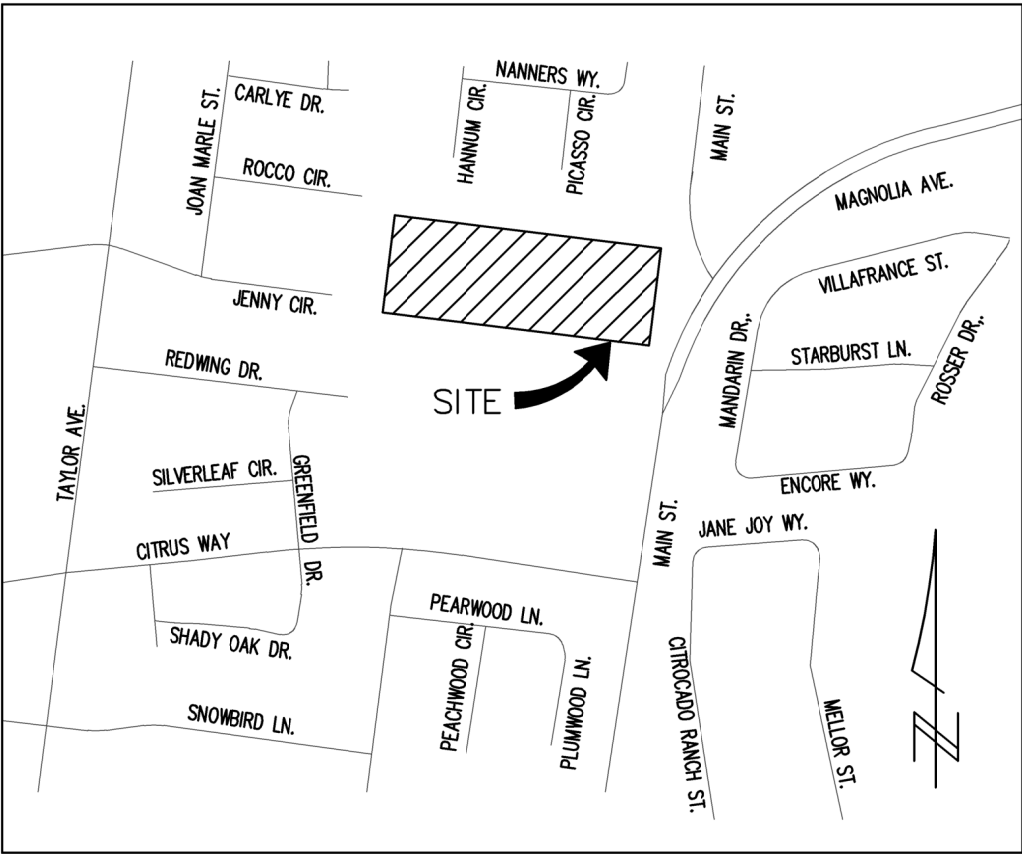 NANNERS WY.
CARLYE DR.
JOAN MARLE ST.
HANNUM CIR.
PICASSO CIR.
MAIN ST.
ROCCO CIR.
MAGNOLIA AVE.
JENNY CIR.
VILLAFRANCE ST.
MANDARIN DR,.
STARBURST LN.
ROSSER DR,.
REDWING DR.
SITE
TAYLOR AVE.
SILVERLEAF CIR.
GREENFIELD DR.
ENCORE WY.
MAIN ST.
JANE JOY WY.
CITRUS WAY
PEARWOOD LN.
SHADY OAK DR.
PEACHWOOD CIR.
PLUMWOOD LN.
CITROCADO RANCH ST.
MELLOR ST.
SNOWBIRD LN.
N